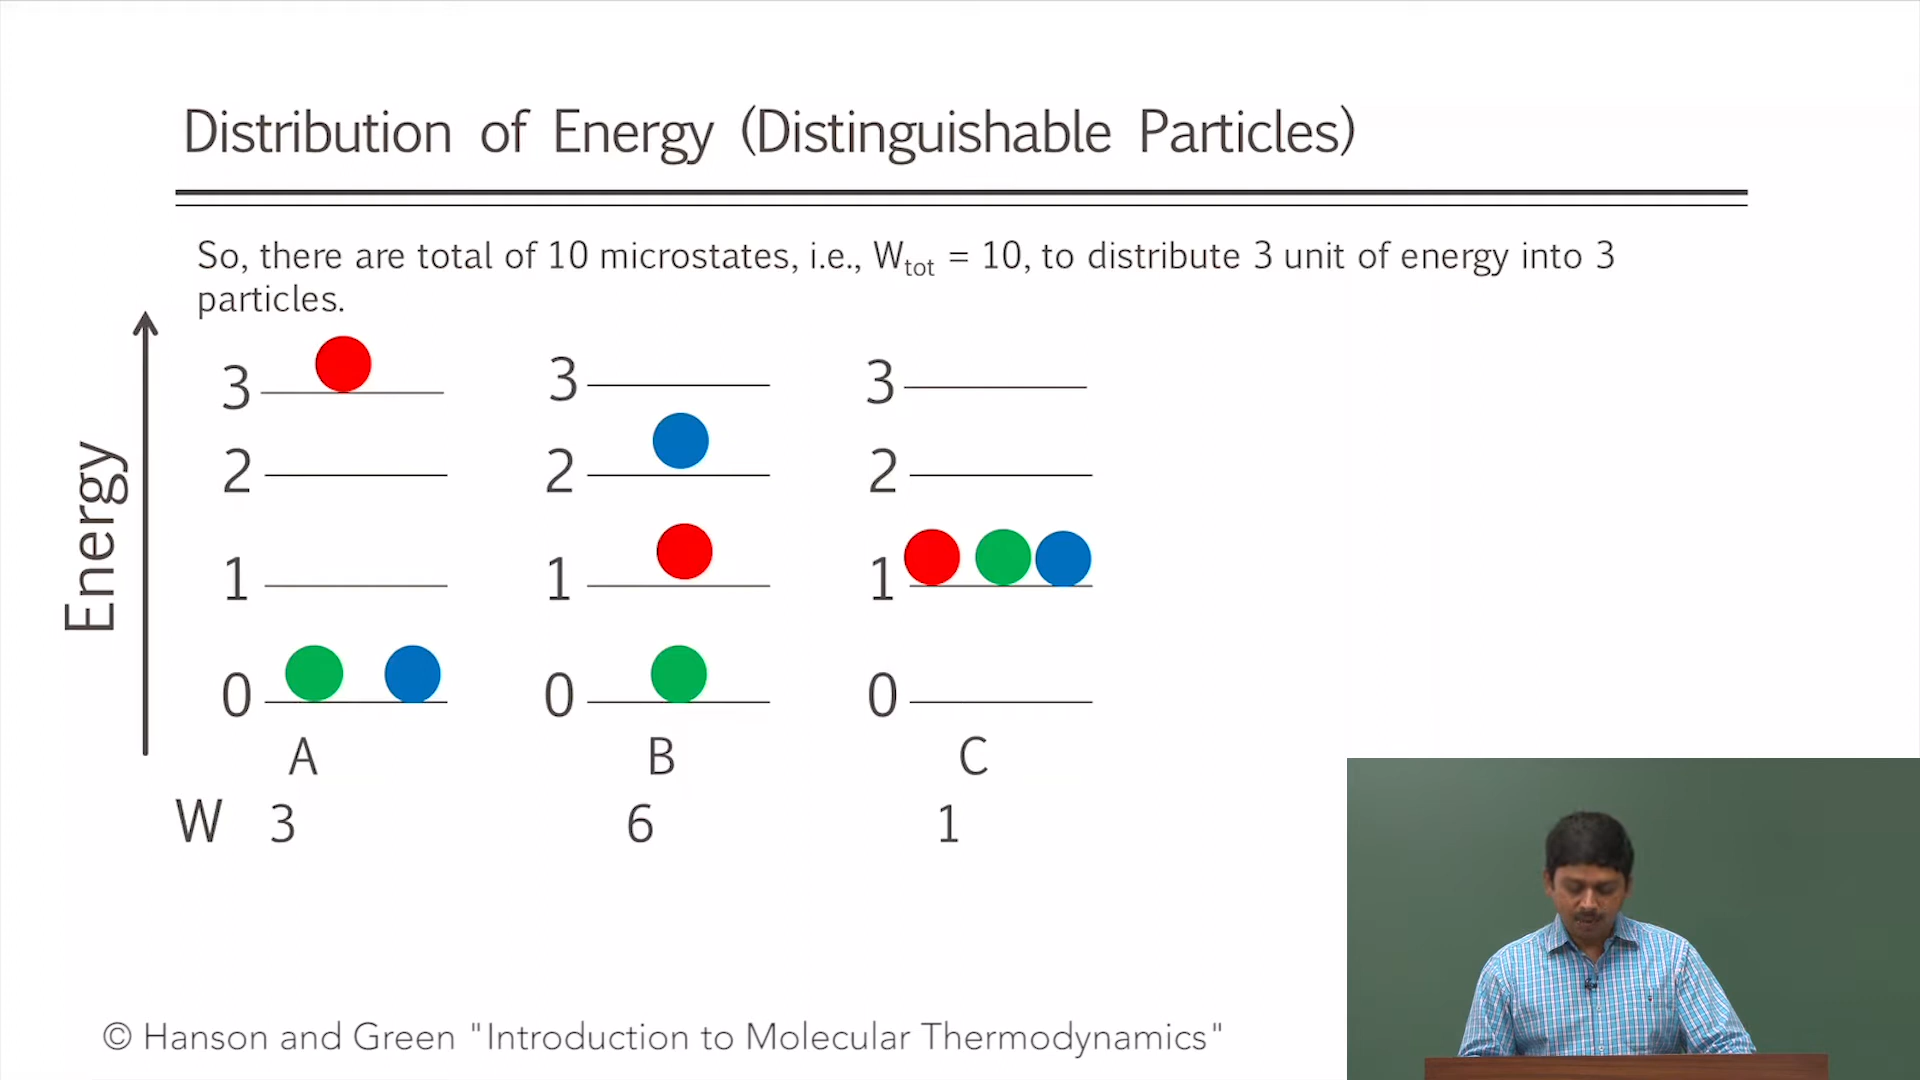 Distribution of Energy (Distinguishable Particles)
So, there are total of 10 microstates, i.e., Wtot = 10, to distribute 3 unit of energy into 3
particles.
Energy
3 3 3
2 2 2
1 1 1
0 0 0
A B C
W 3 6 1
© Hanson and Green "Introduction to Molecular Thermodynamics"